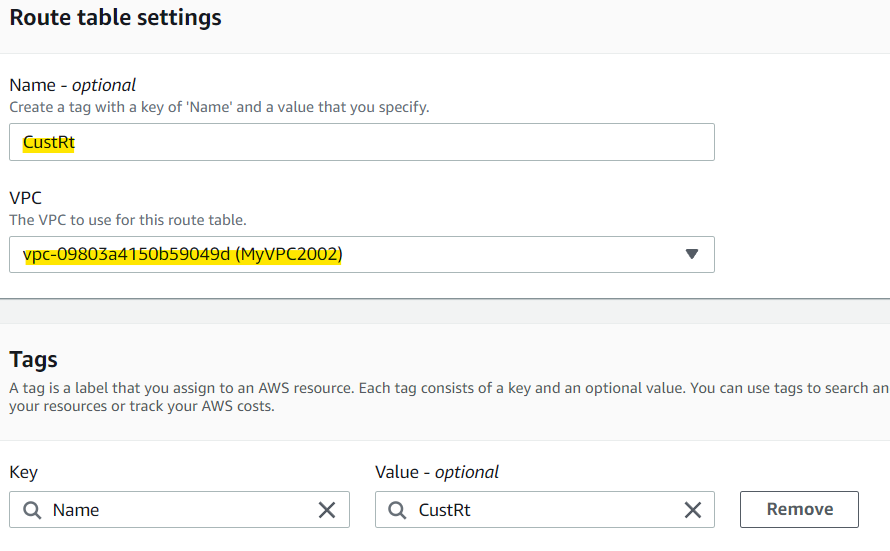 Route table settings
Name - optional
Create a tag with a key of 'Name' and a value that you specify.
CustRt
VPC
The VPC to use for this route table.
vpc-09803a4150b59049d (MyVPC2002)
Tags
A tag is a label that you assign to an AWS resource. Each tag consists of a key and an optional value. You can use tags to search an
your resources or track your AWS costs.
Key Value - optional
Name CustRt Remove